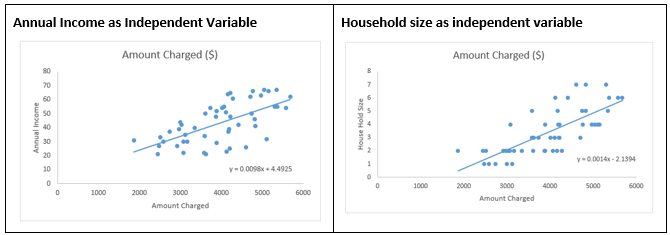 Annual Income as Independent Variable
Amount Charged ($)
80
70
60
50
40
30
20
10
0
Annual Income
y = 0.0098x + 4.4925
0 1000 2000 3000 4000 5000 6000
Amount Charged
Household size as independent variable
Amount Charged ($)
8
7
6
5
4
3
2
1
0
House Hold Size
y = 0.0014x - 2.1394
0 1000 2000 3000 4000 5000 6000
Amount Charged